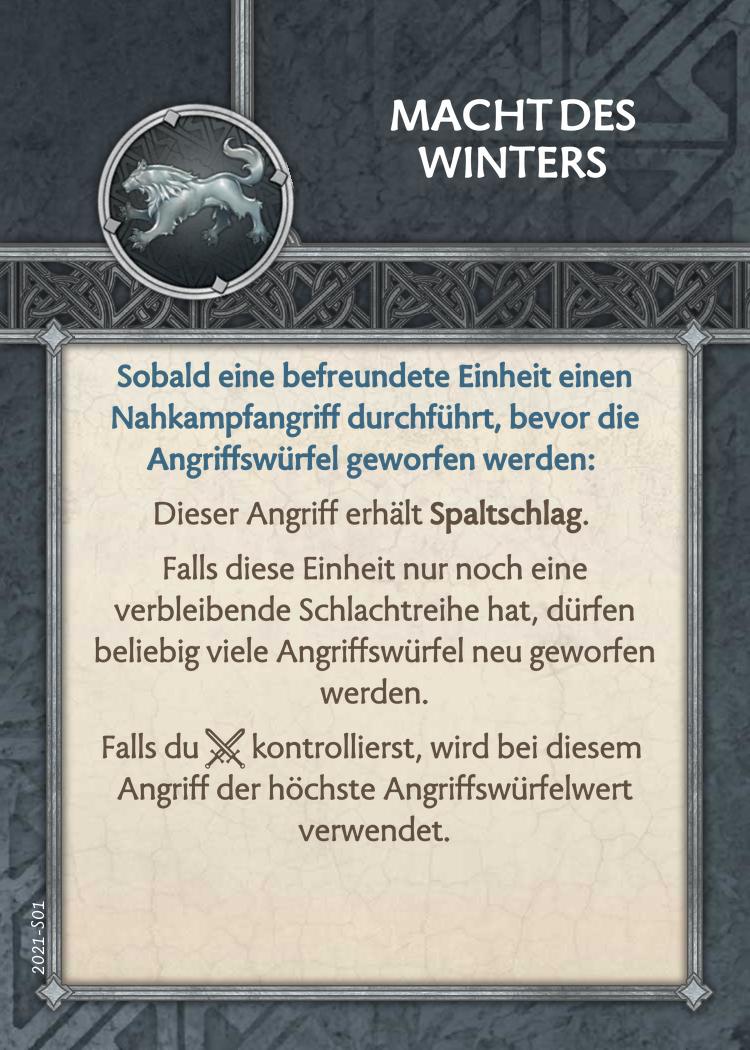 MACHT DES
WINTERS
Sobald eine befreundete Einheit einen
Nahkampfangriff durchführt, bevor die
Angriffswürfel geworfen werden:
Dieser Angriff erhält Spaltschlag.
Falls diese Einheit nur noch eine
verbleibende Schlachtreihe hat, dürfen
beliebig viele Angriffswürfel neu geworfen
werden.
Falls du kontrollierst, wird bei diesem
Angriff der höchste Angriffswürfelwert
verwendet.
2021-S01